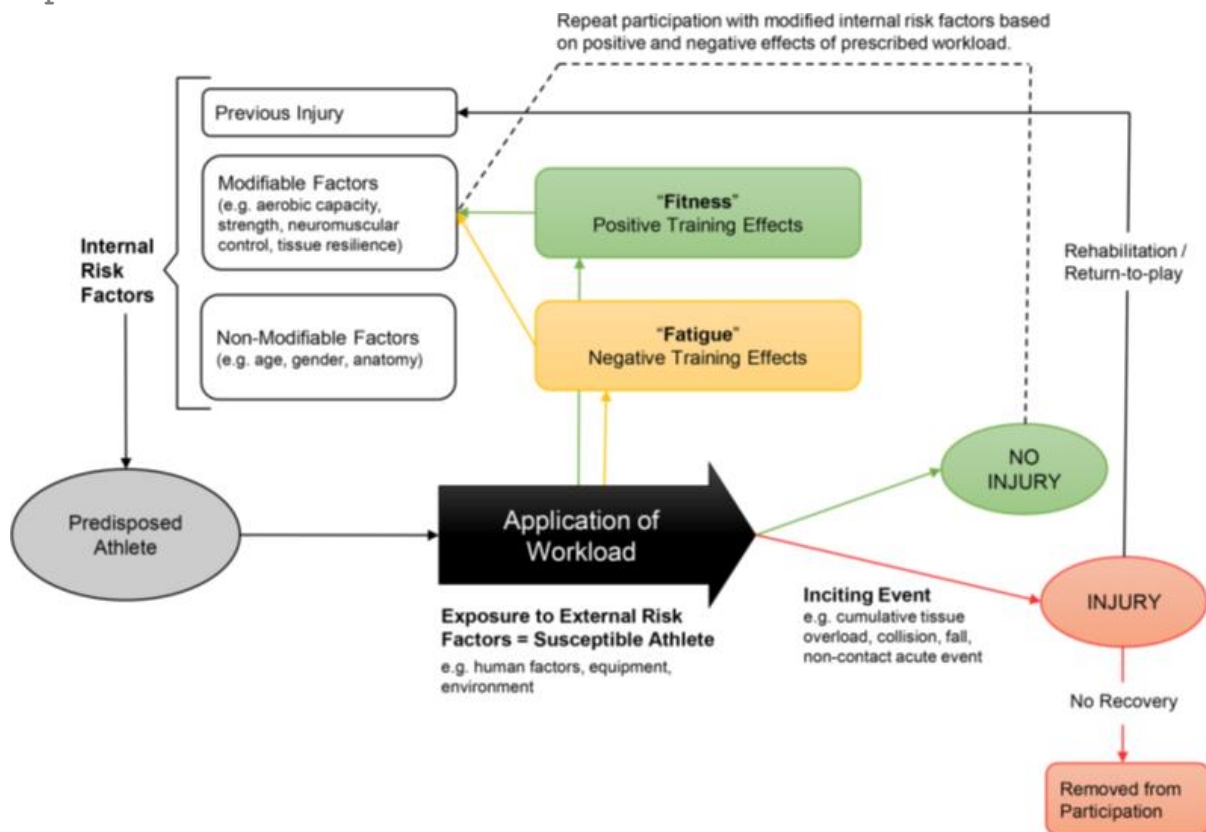 Repeat participation with modified internal risk factors based
on positive and negative effects of prescribed workload.
Previous Injury
Modifiable Factors
(e.g. aerobic capacity,
strength, neuromuscular
control, tissue resilience)
"Fitness"
Positive Training Effects
Internal
Risk
Factors
Rehabilitation /
Return-to-play
Non-Modifiable Factors
(e.g. age, gender, anatomy)
"Fatigue"
Negative Training Effects
NO
INJURY
Predisposed
Athlete
Application of
Workload
Exposure to External Risk
Factors = Susceptible Athlete
e.g. human factors, equipment,
environment
Inciting Event
e.g. cumulative tissue
overload, collision, fall,
non-contact acute event
INJURY
No Recovery
Removed from
Participation